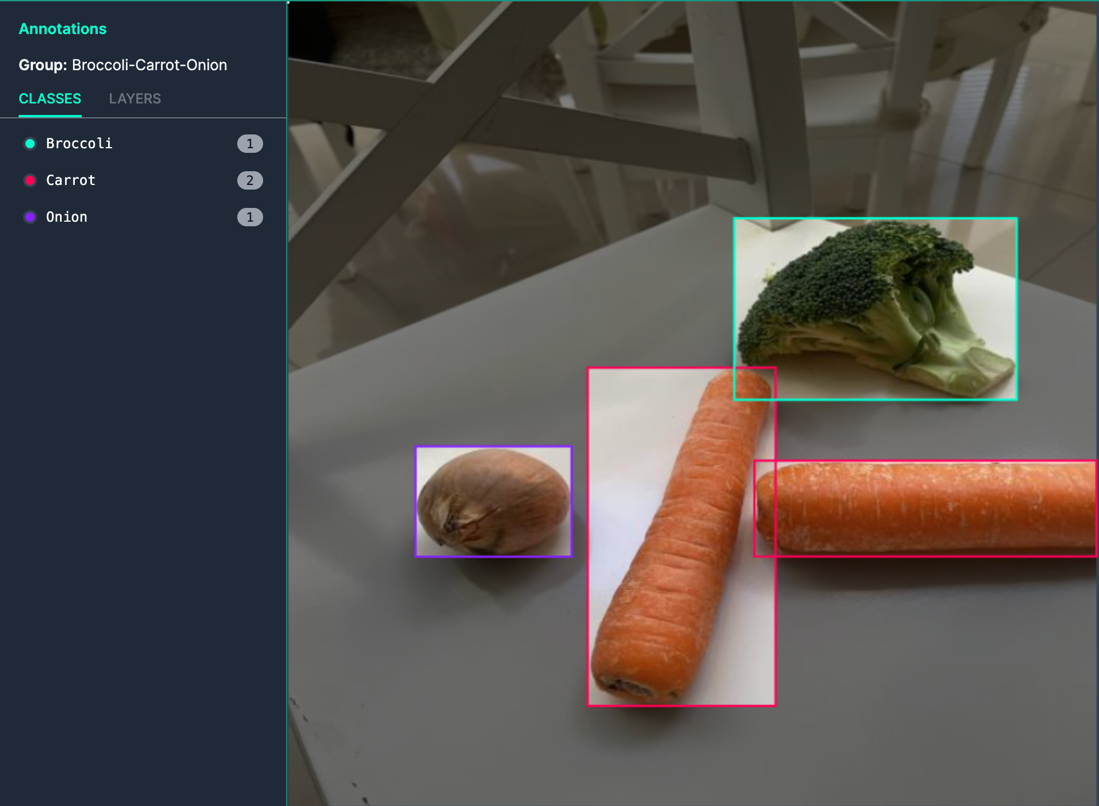 Annotations
Group: Broccoli-Carrot-Onion
CLASSES LAYERS
Broccoli 1
Carrot 2
Onion 1